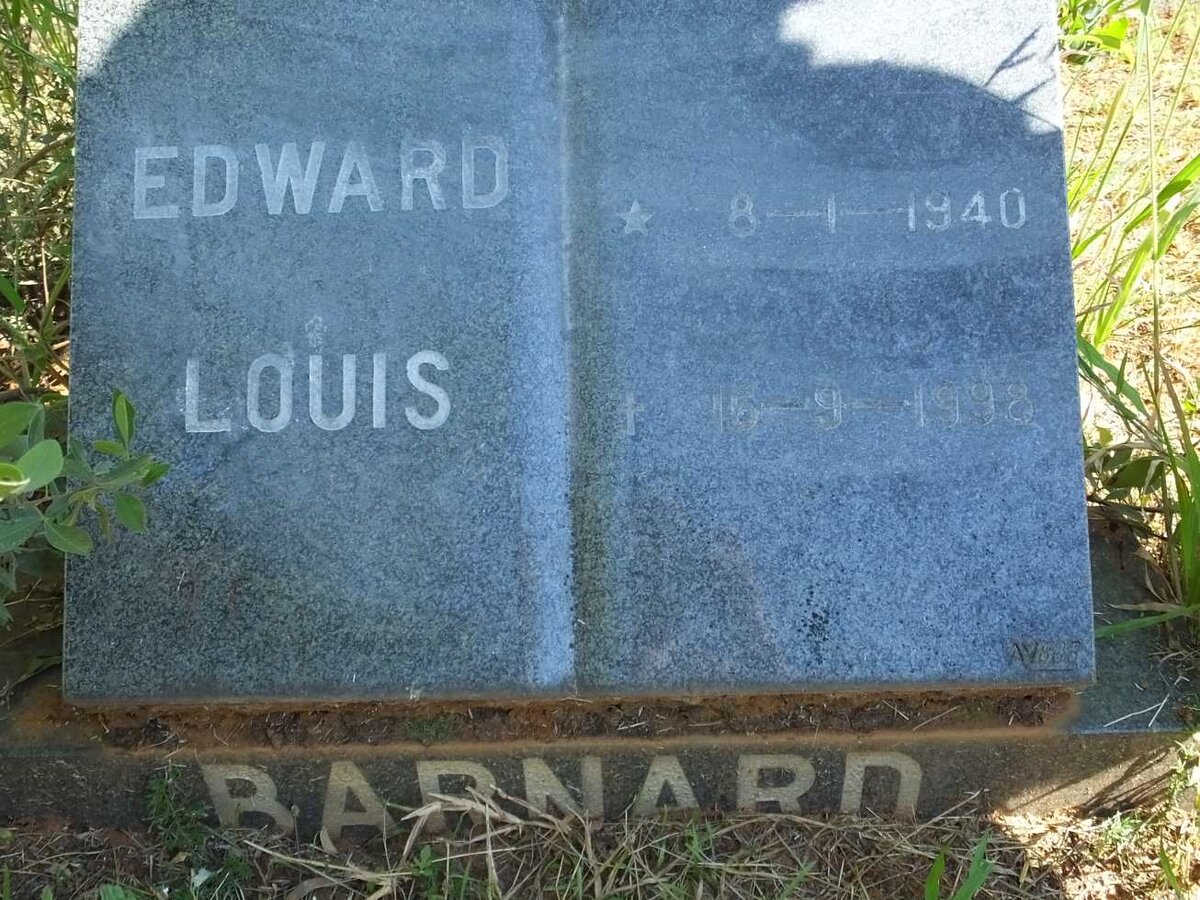 EDWARD
LOUIS
★ 8-1-1940
† 16-9-1998
BARNARD